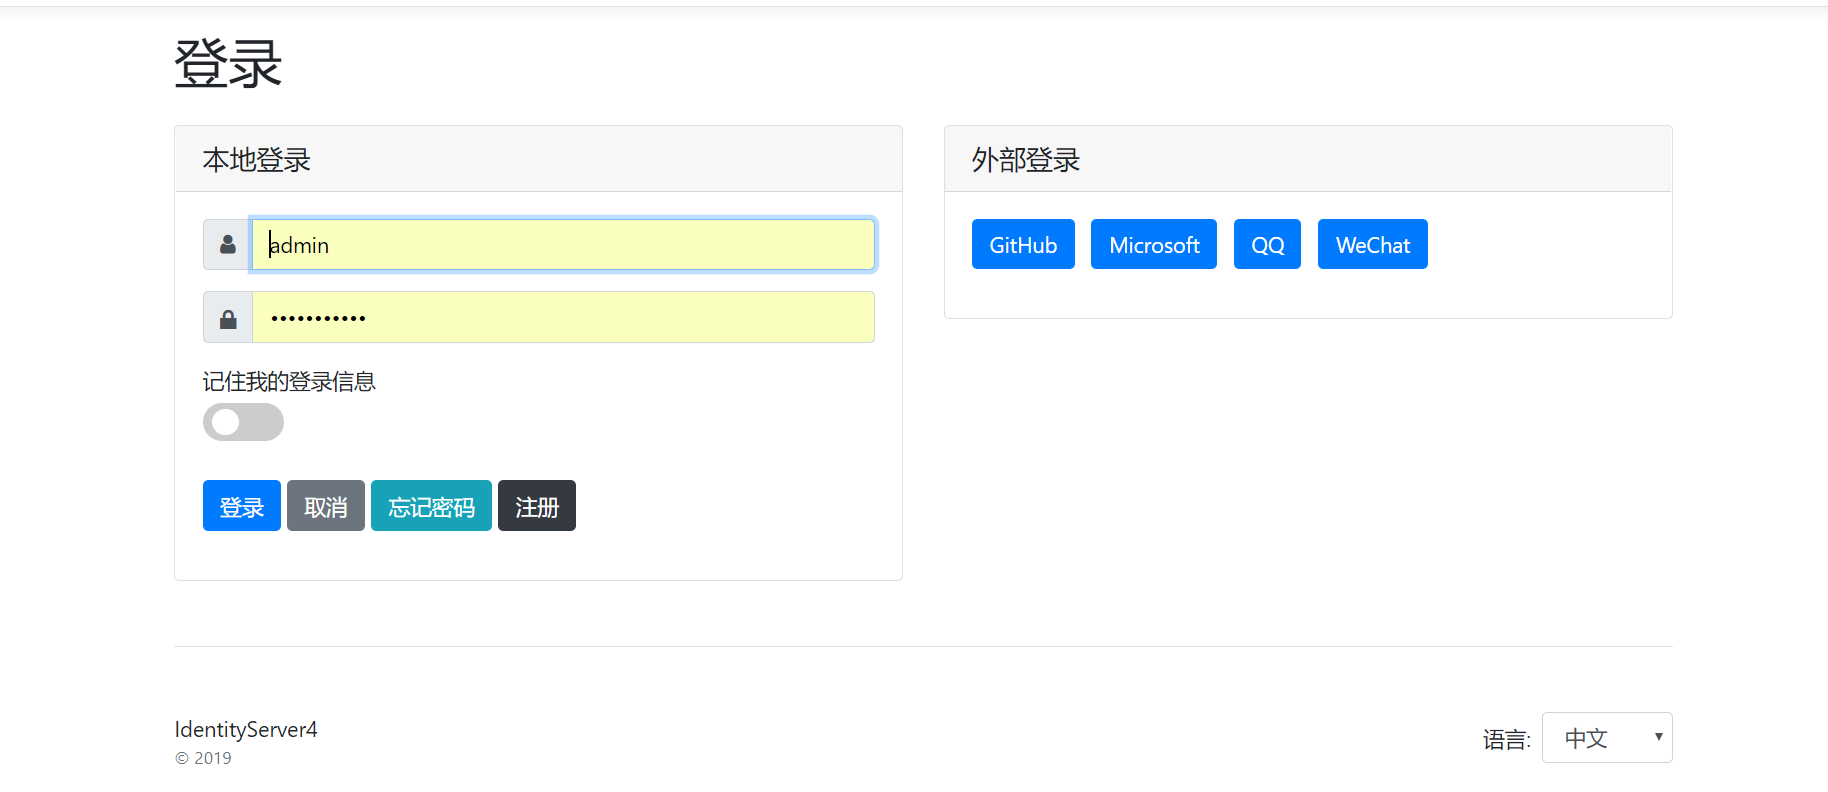 登录
本地登录
admin
•••••••••••
记住我的登录信息
登录 取消 忘记密码 注册
外部登录
GitHub Microsoft QQ WeChat
IdentityServer4
© 2019
语言: 中文